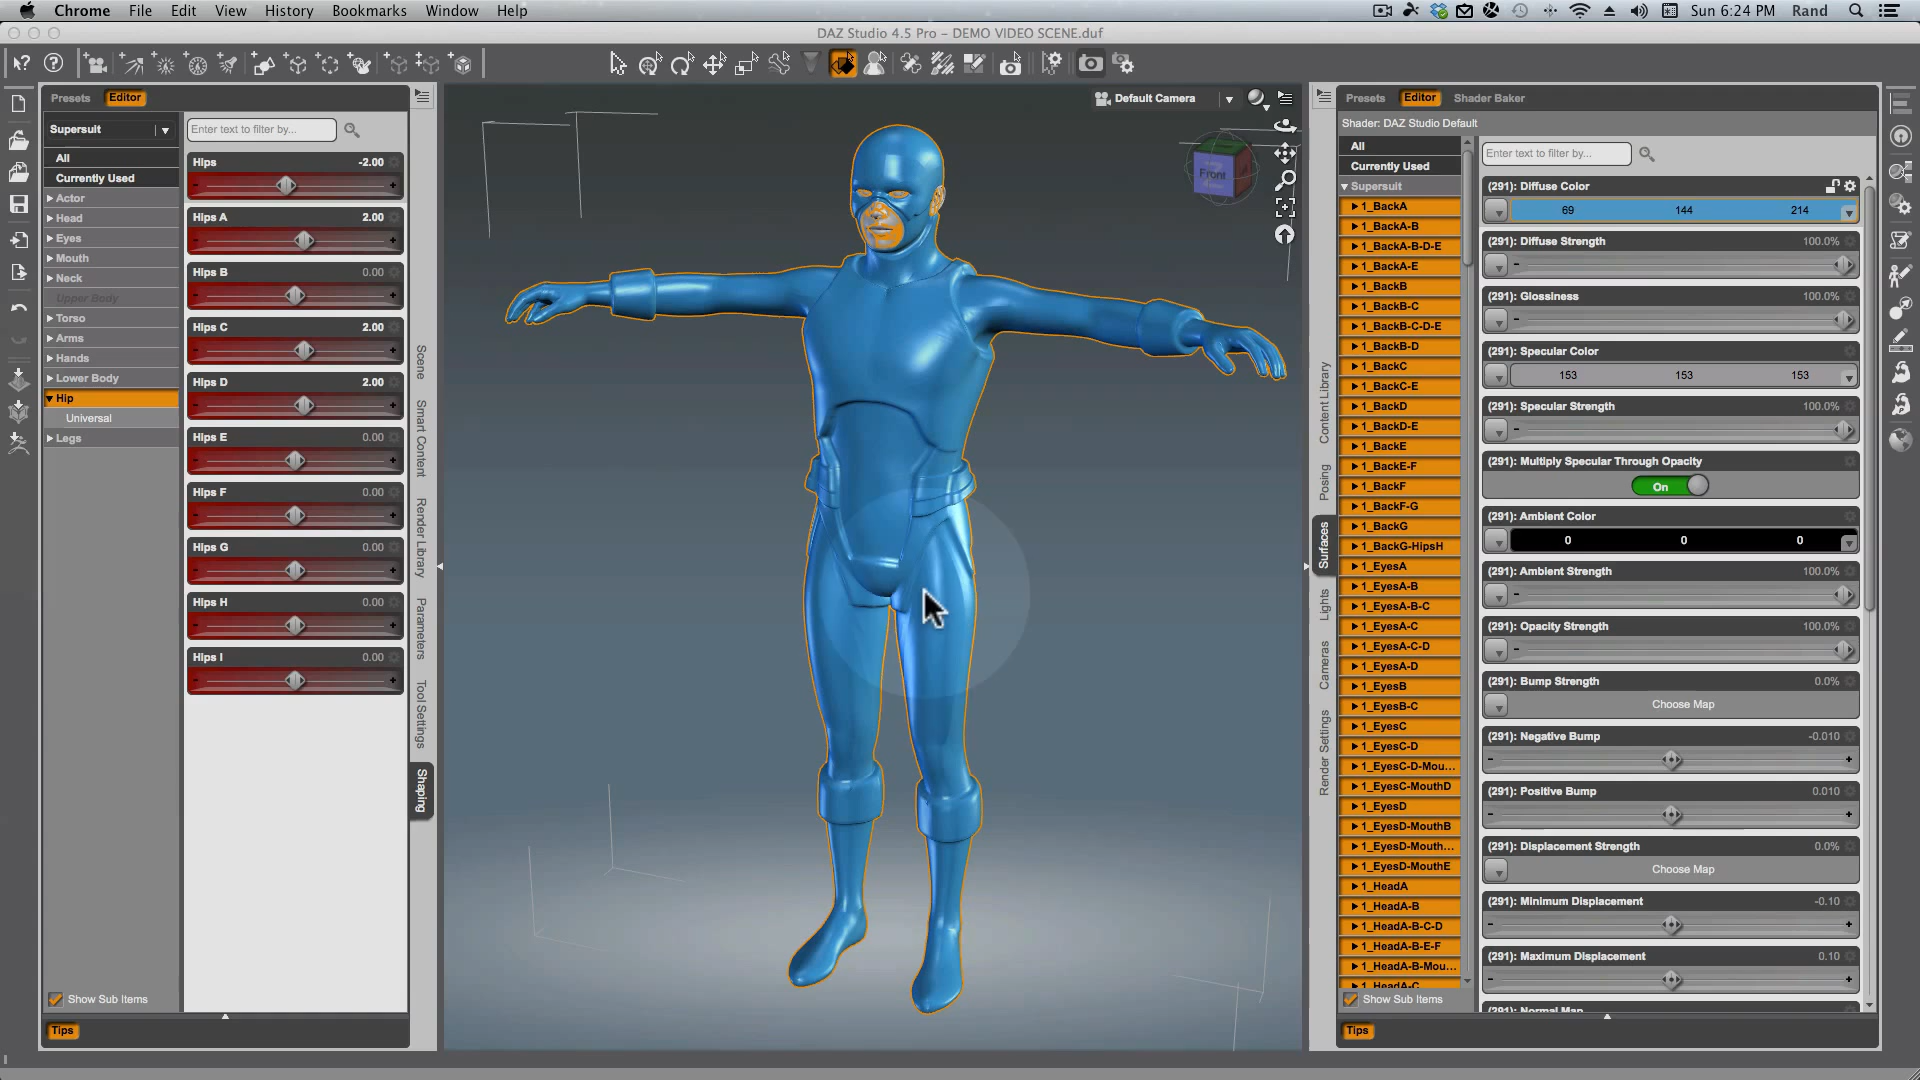 Chrome File Edit View History Bookmarks Window Help Sun 6:24 PM Rand
DAZ Studio 4.5 Pro - DEMO VIDEO SCENE.duf
Presets Editor
Supersuit
Enter text to filter by...
All
Currently Used
Actor
Head
Eyes
Mouth
Neck
Upper Body
Torso
Arms
Hands
Lower Body
Hip
Universal
Legs
Show Sub Items
Tips
Hips -2.00
Hips A 2.00
Hips B 0.00
Hips C 2.00
Hips D 2.00
Hips E 0.00
Hips F 0.00
Hips G 0.00
Hips H 0.00
Hips I 0.00
Scene
Smart Content
Render Library
Parameters
Tool Settings
Shaping
Default Camera
Front
Content Library
Posing
Surfaces
Lights
Cameras
Render Settings
Presets Editor Shader Baker
Shader: DAZ Studio Default
All
Currently Used
Supersuit
1_BackA
1_BackA-B
1_BackA-B-D-E
1_BackA-E
1_BackB
1_BackB-C
1_BackB-C-D-E
1_BackB-D
1_BackC
1_BackC-E
1_BackD
1_BackD-E
1_BackE
1_BackE-F
1_BackF
1_BackF-G
1_BackG
1_BackG-HipsH
1_EyesA
1_EyesA-B
1_EyesA-B-C
1_EyesA-C
1_EyesA-C-D
1_EyesA-D
1_EyesB
1_EyesB-C
1_EyesC
1_EyesC-D
1_EyesC-D-Mou...
1_EyesC-MouthD
1_EyesD
1_EyesD-MouthB
1_EyesD-Mouth...
1_EyesD-MouthE
1_HeadA
1_HeadA-B
1_HeadA-B-C-D
1_HeadA-B-E-F
1_HeadA-B-Mou...
1_HeadA-C
Show Sub Items
Tips
Enter text to filter by...
(291): Diffuse Color
69 144 214
(291): Diffuse Strength 100.0%
(291): Glossiness 100.0%
(291): Specular Color
153 153 153
(291): Specular Strength 100.0%
(291): Multiply Specular Through Opacity
On
(291): Ambient Color
0 0 0
(291): Ambient Strength 100.0%
(291): Opacity Strength 100.0%
(291): Bump Strength 0.0%
Choose Map
(291): Negative Bump -0.010
(291): Positive Bump 0.010
(291): Displacement Strength 0.0%
Choose Map
(291): Minimum Displacement -0.10
(291): Maximum Displacement 0.10
(291): Normal Map